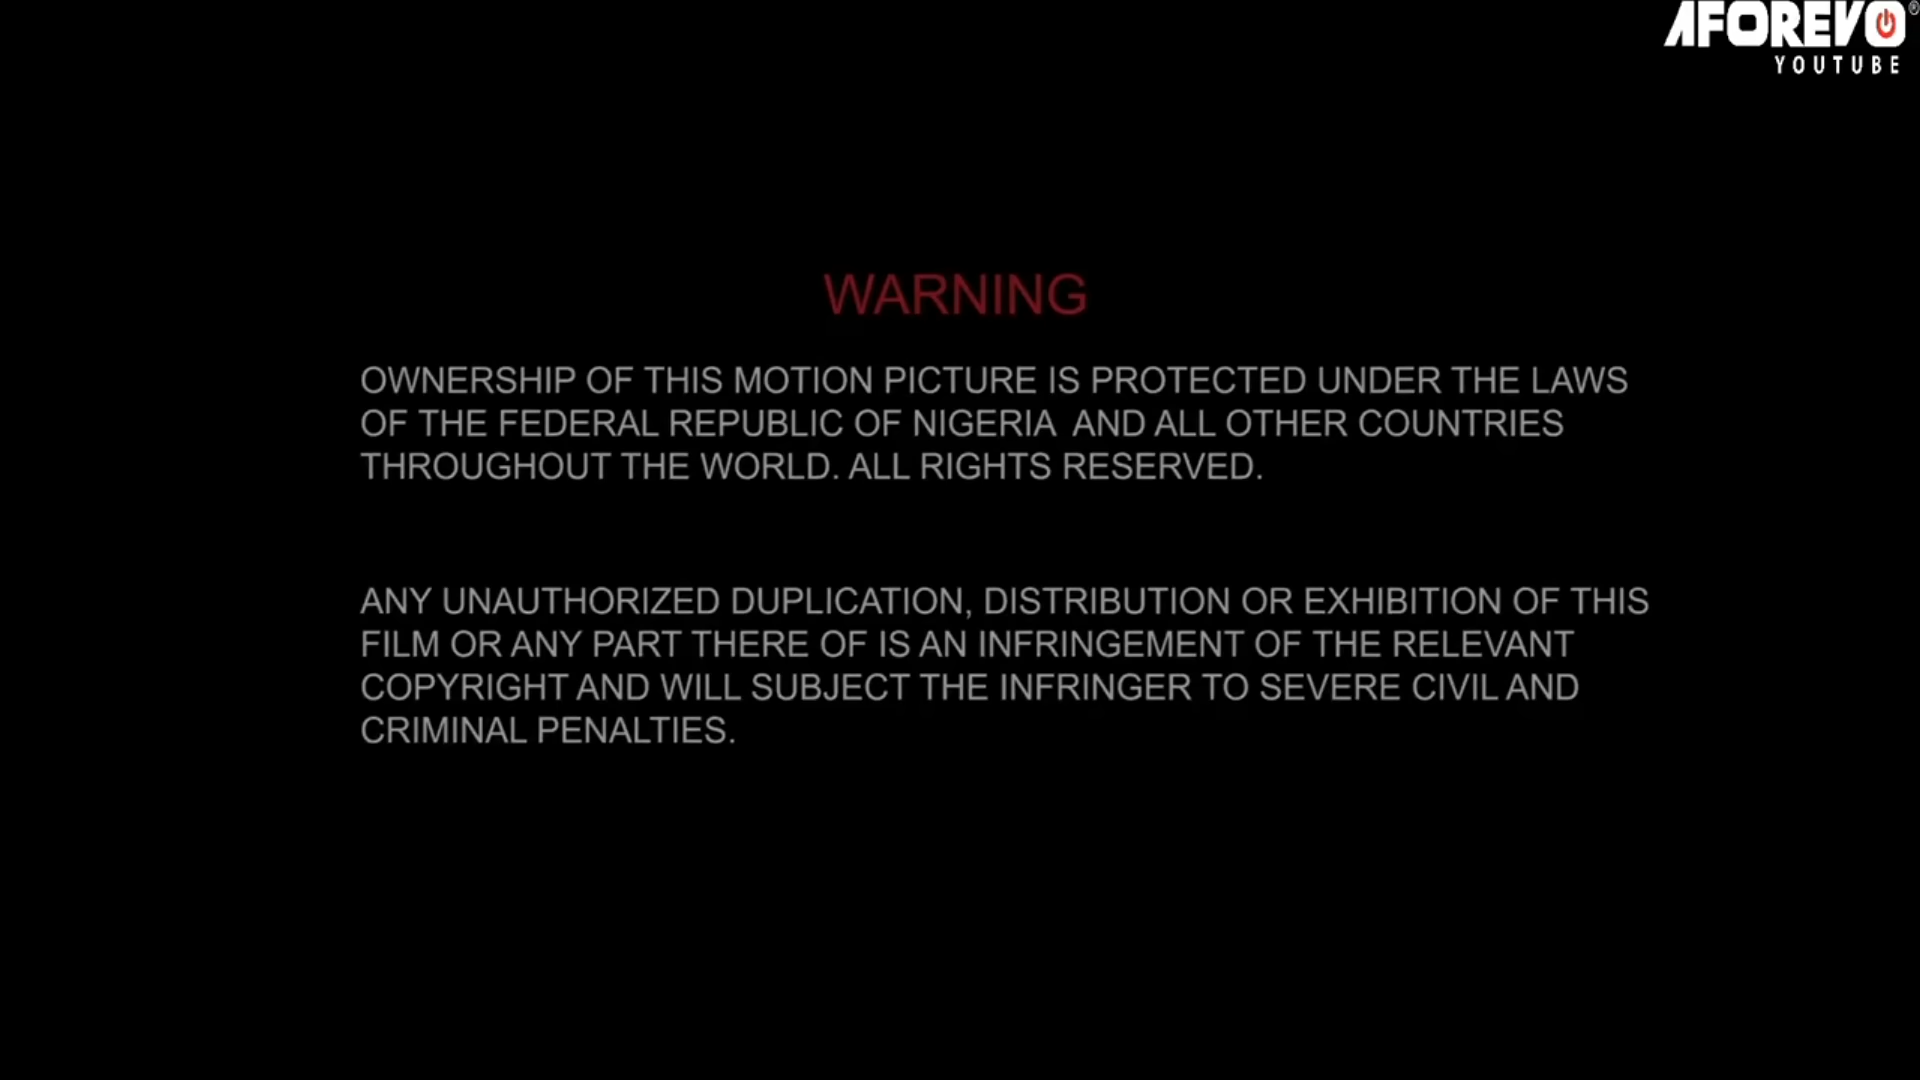 AFOREVO®
YOUTUBE
WARNING
OWNERSHIP OF THIS MOTION PICTURE IS PROTECTED UNDER THE LAWS
OF THE FEDERAL REPUBLIC OF NIGERIA AND ALL OTHER COUNTRIES
THROUGHOUT THE WORLD. ALL RIGHTS RESERVED.
ANY UNAUTHORIZED DUPLICATION, DISTRIBUTION OR EXHIBITION OF THIS
FILM OR ANY PART THERE OF IS AN INFRINGEMENT OF THE RELEVANT
COPYRIGHT AND WILL SUBJECT THE INFRINGER TO SEVERE CIVIL AND
CRIMINAL PENALTIES.